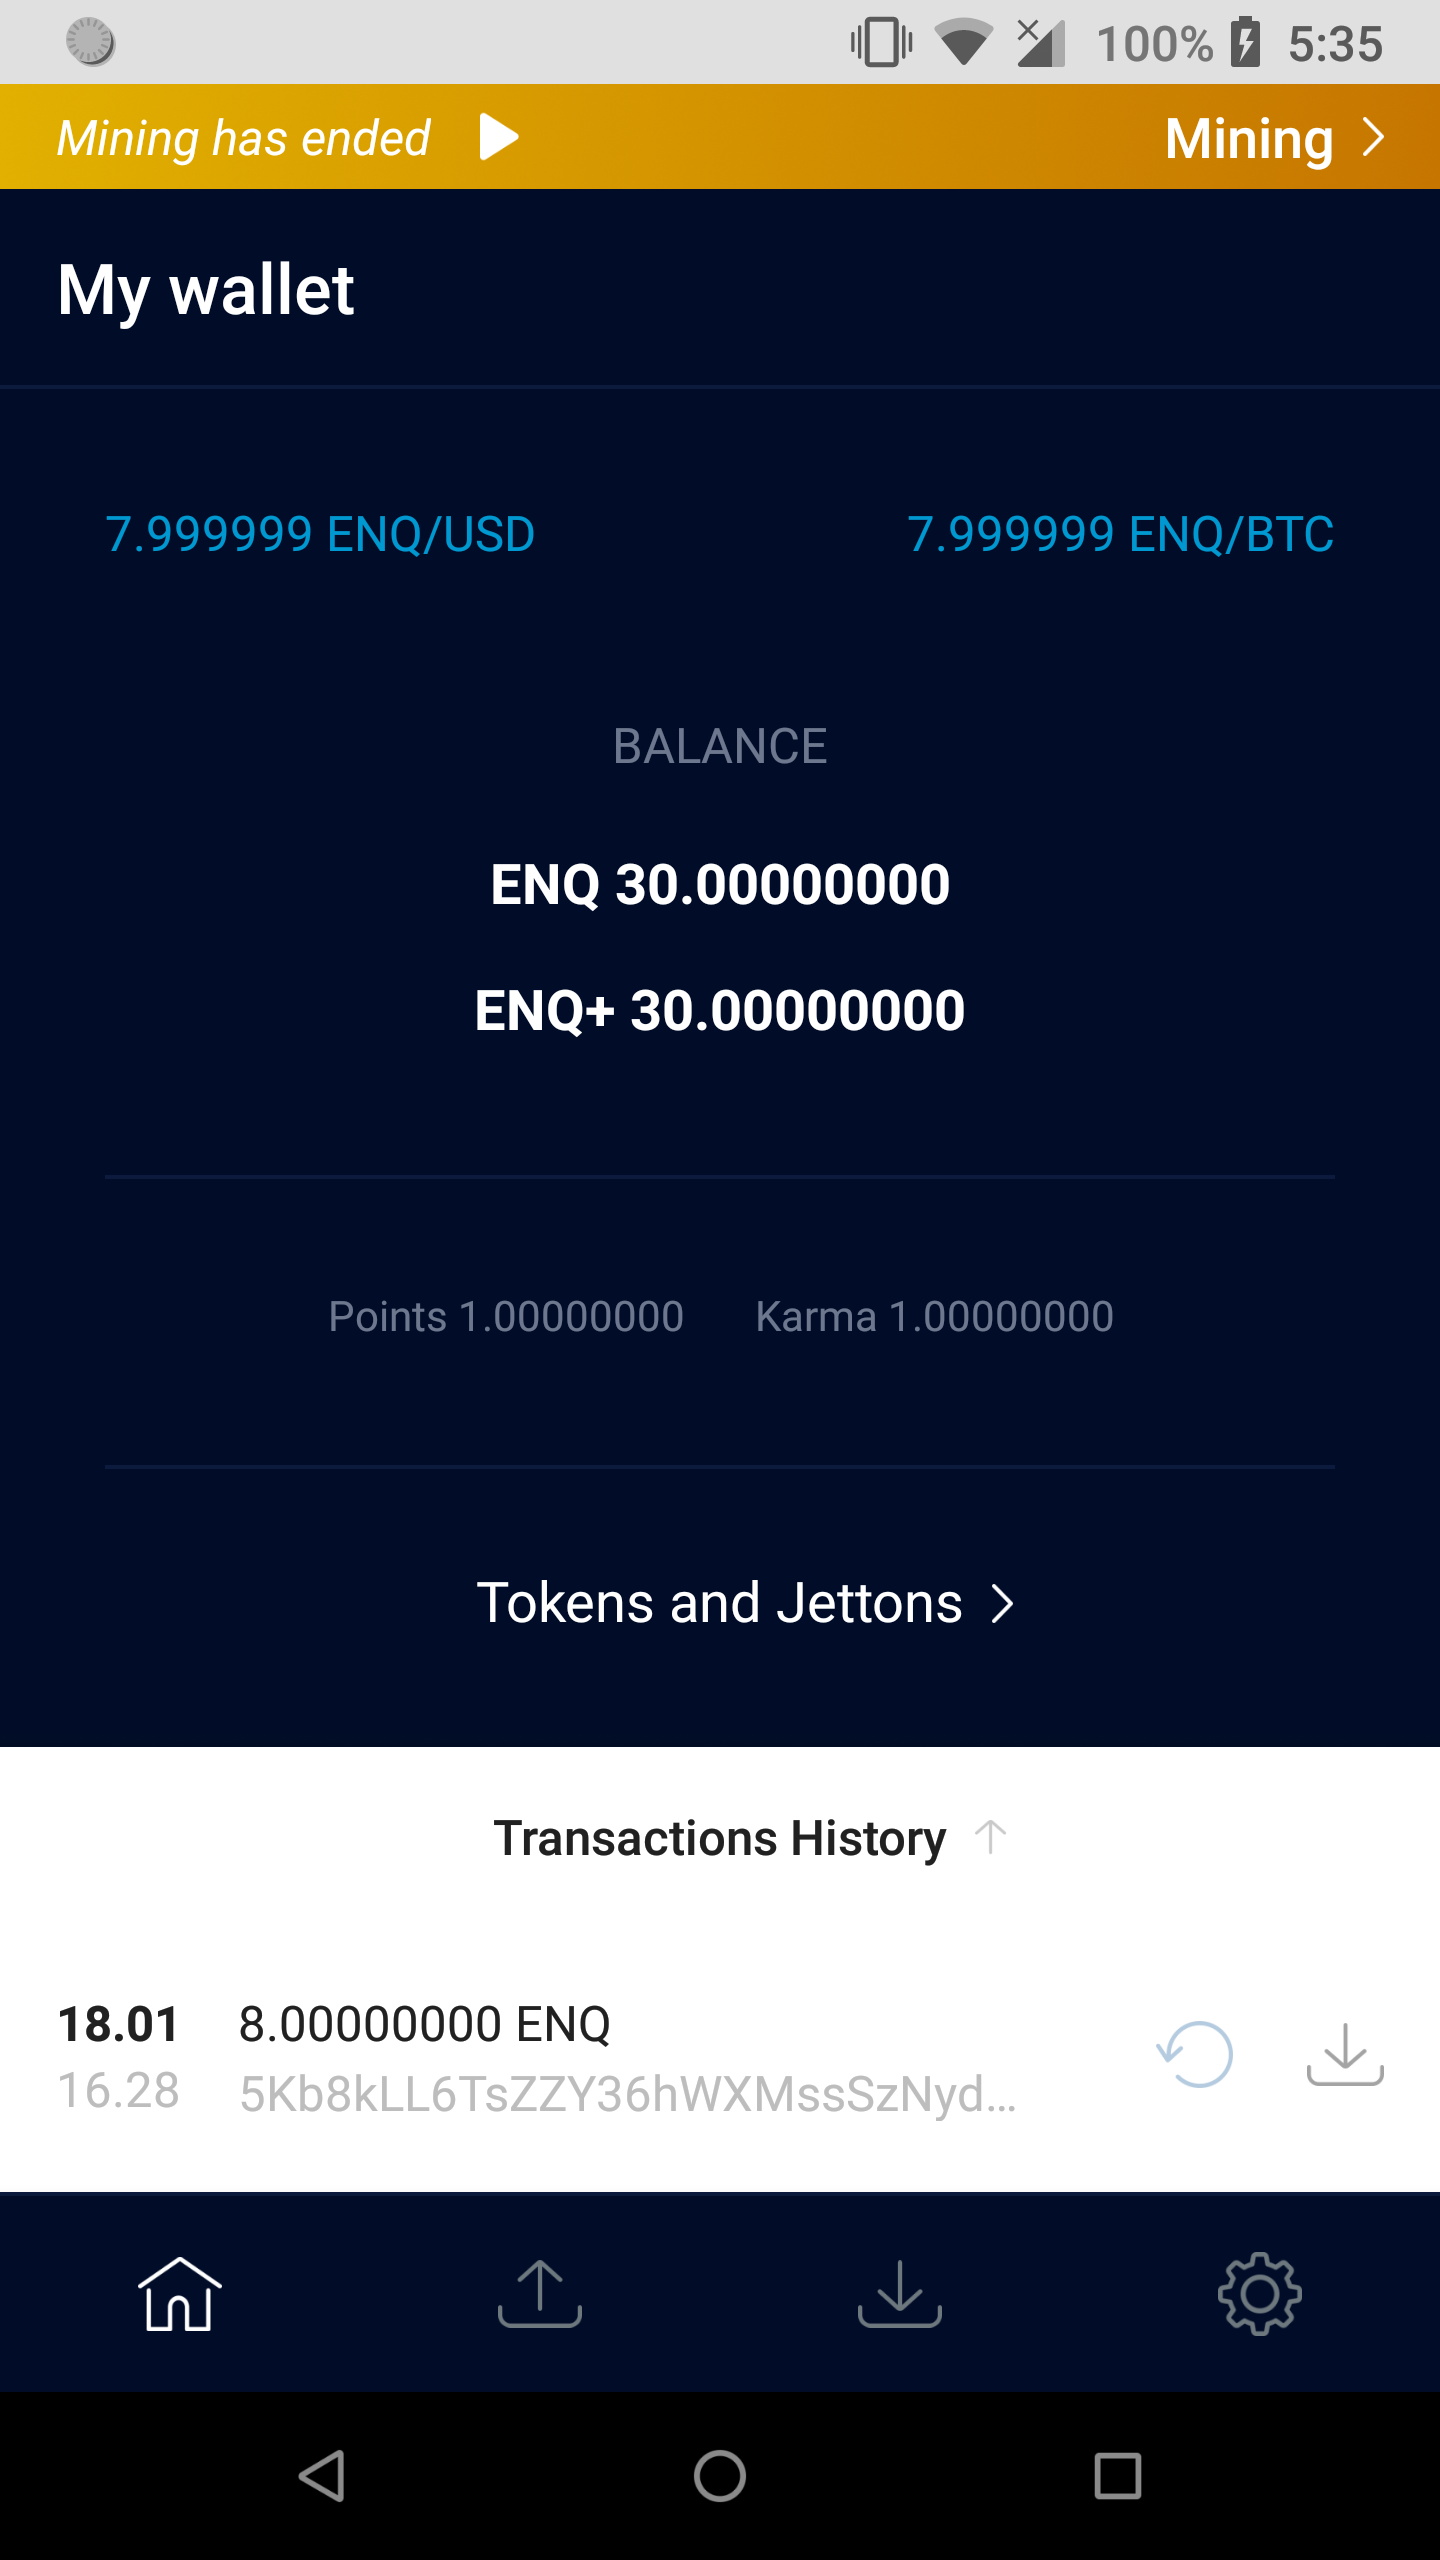 100% 5:35
Mining has ended Mining
My wallet
7.999999 ENQ/USD 7.999999 ENQ/BTC
BALANCE
ENQ 30.00000000
ENQ+ 30.00000000
Points 1.00000000 Karma 1.00000000
Tokens and Jettons
Transactions History
18.01 8.00000000 ENQ
16.28 5Kb8kLL6TsZZY36hWXMssSzNyd...